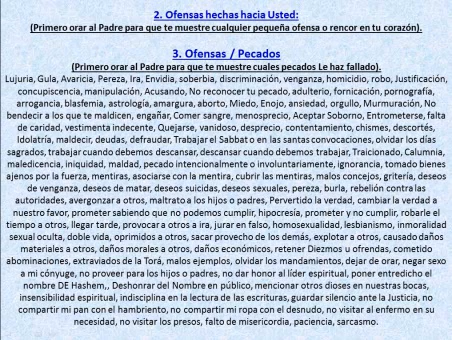 2. Ofensas hechas hacia Usted:
(Primero orar al Padre para que te muestre cualquier pequeña ofensa o rencor en tu corazón).
3. Ofensas / Pecados
(Primero orar al Padre para que te muestre cuales pecados Le haz fallado).
Lujuria, Gula, Avaricia, Pereza, Ira, Envidia, soberbia, discriminación, venganza, homicidio, robo, Justificación,
concupiscencia, manipulación, Acusando, No reconocer tu pecado, adulterio, fornicación, pornografía,
arrogancia, blasfemia, astrología, amargura, aborto, Miedo, Enojo, ansiedad, orgullo, Murmuración, No
bendecir a los que te maldicen, engañar, Comer sangre, menosprecio, Aceptar Soborno, Entrometerse, falta
de caridad, vestimenta indecente, Quejarse, vanidoso, desprecio, contentamiento, chismes, descortés,
Idolatría, maldecir, deudas, defraudar, Trabajar el Sabbat o en las santas convocaciones, olvidar los días
sagrados, trabajar cuando debemos descansar, descansar cuando debemos trabajar, Traicionado, Calumnia,
maledicencia, iniquidad, maldad, pecado intencionalmente o involuntariamente, ignorancia, tomado bienes
ajenos por la fuerza, mentiras, asociarse con la mentira, cubrir las mentiras, malos concejos, gritería, deseos
de venganza, deseos de matar, deseos suicidas, deseos sexuales, pereza, burla, rebelión contra las
autoridades, avergonzar a otros, maltrato a los hijos o padres, Pervertido la verdad, cambiar la verdad a
nuestro favor, prometer sabiendo que no podemos cumplir, hipocresía, prometer y no cumplir, robarle el
tiempo a otros, llegar tarde, provocar a otros a ira, jurar en falso, homosexualidad, lesbianismo, inmoralidad
sexual oculta, doble vida, oprimidos a otros, sacar provecho de los demás, explotar a otros, causado daños
materiales a otros, daños morales a otros, daños económicos, retener Diezmos u ofrendas, cometido
abominaciones, extraviados de la Torá, malos ejemplos, olvidar los mandamientos, dejar de orar, negar sexo
a mi cónyuge, no proveer para los hijos o padres, no dar honor al líder espiritual, poner entredicho el
nombre DE Hashem,, Deshonrar del Nombre en público, mencionar otros dioses en nuestras bocas,
insensibilidad espiritual, indisciplina en la lectura de las escrituras, guardar silencio ante la Justicia, no
compartir mi pan con el hambriento, no compartir mi ropa con el desnudo, no visitar al enfermo en su
necesidad, no visitar los presos, falto de misericordia, paciencia, sarcasmo.